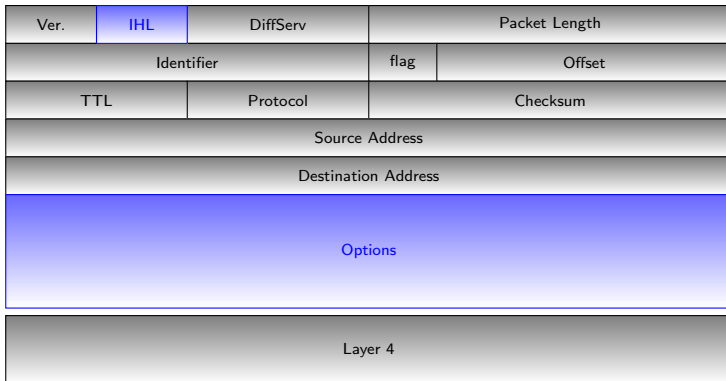 Ver. IHL DiffServ Packet Length
Identifier flag Offset
TTL Protocol Checksum
Source Address
Destination Address
Options
Layer 4